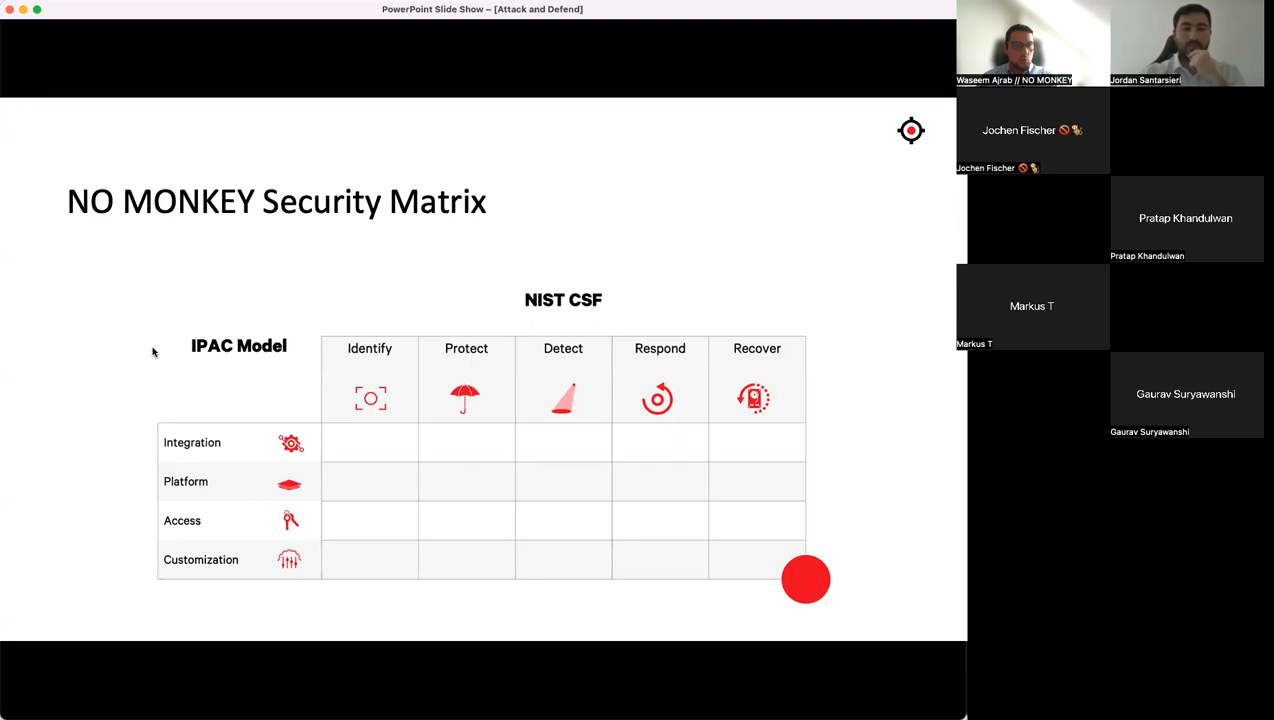 PowerPoint Slide Show – [Attack and Defend]
NO MONKEY Security Matrix
NIST CSF
IPAC Model
Identify
Protect
Detect
Respond
Recover
Integration
Platform
Access
Customization
Waseem Ajrab // NO MONKEY
Jordan Santarsieri
Jochen Fischer 🚫🐒
Jochen Fischer 🚫🐒
Pratap Khandulwan
Pratap Khandulwan
Markus T
Markus T
Gaurav Suryawanshi
Gaurav Suryawanshi